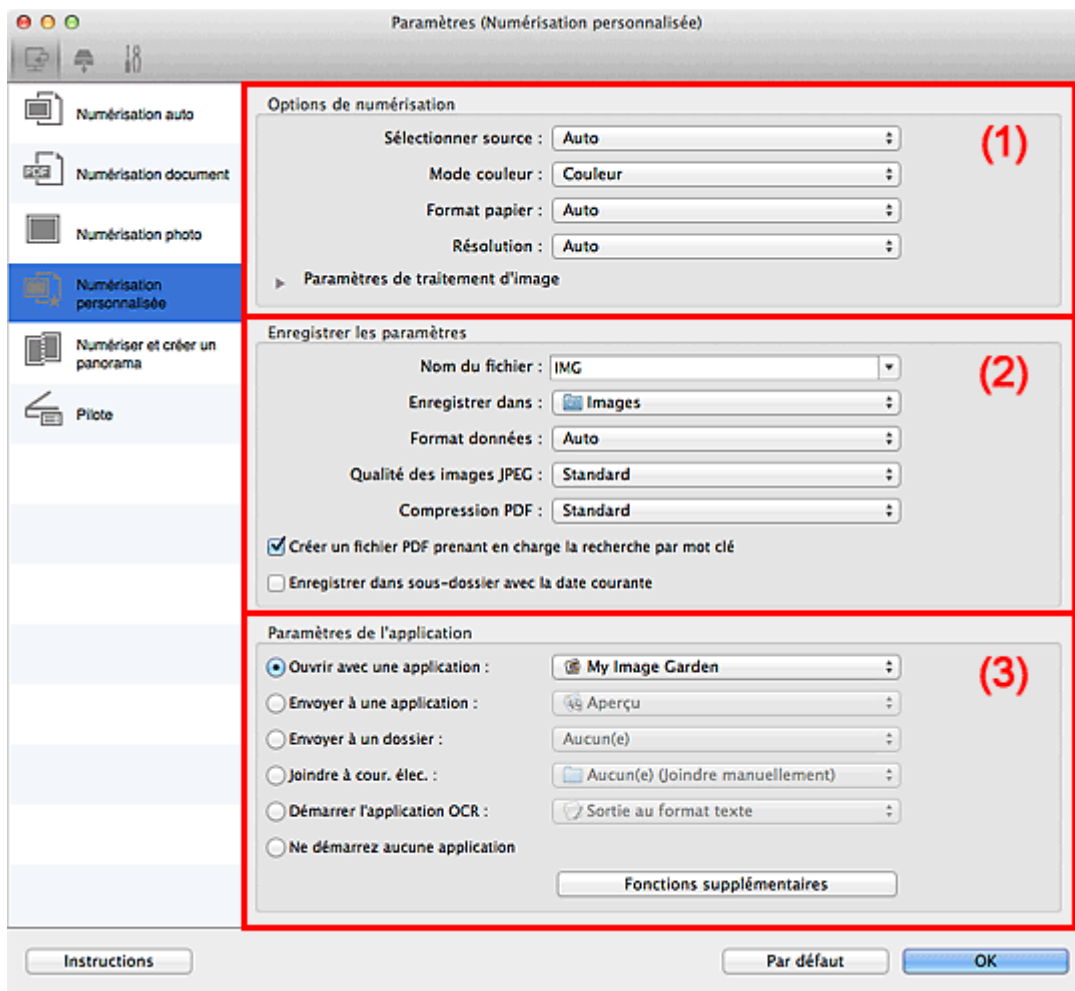 Paramètres (Numérisation personnalisée)
Numérisation auto
Numérisation document
Numérisation photo
Numérisation
personnalisée
Numériser et créer un
panorama
Pilote
Options de numérisation
(1)
Sélectionner source : Auto
Mode couleur : Couleur
Format papier : Auto
Résolution : Auto
Paramètres de traitement d'image
Enregistrer les paramètres
(2)
Nom du fichier : IMG
Enregistrer dans : Images
Format données : Auto
Qualité des images JPEG : Standard
Compression PDF : Standard
Créer un fichier PDF prenant en charge la recherche par mot clé
Enregistrer dans sous-dossier avec la date courante
Paramètres de l'application
(3)
Ouvrir avec une application : My Image Garden
Envoyer à une application : Aperçu
Envoyer à un dossier : Aucun(e)
Joindre à cour. élec. : Aucun(e) (Joindre manuellement)
Démarrer l'application OCR : Sortie au format texte
Ne démarrez aucune application
Fonctions supplémentaires
Instructions
Par défaut
OK
PDF